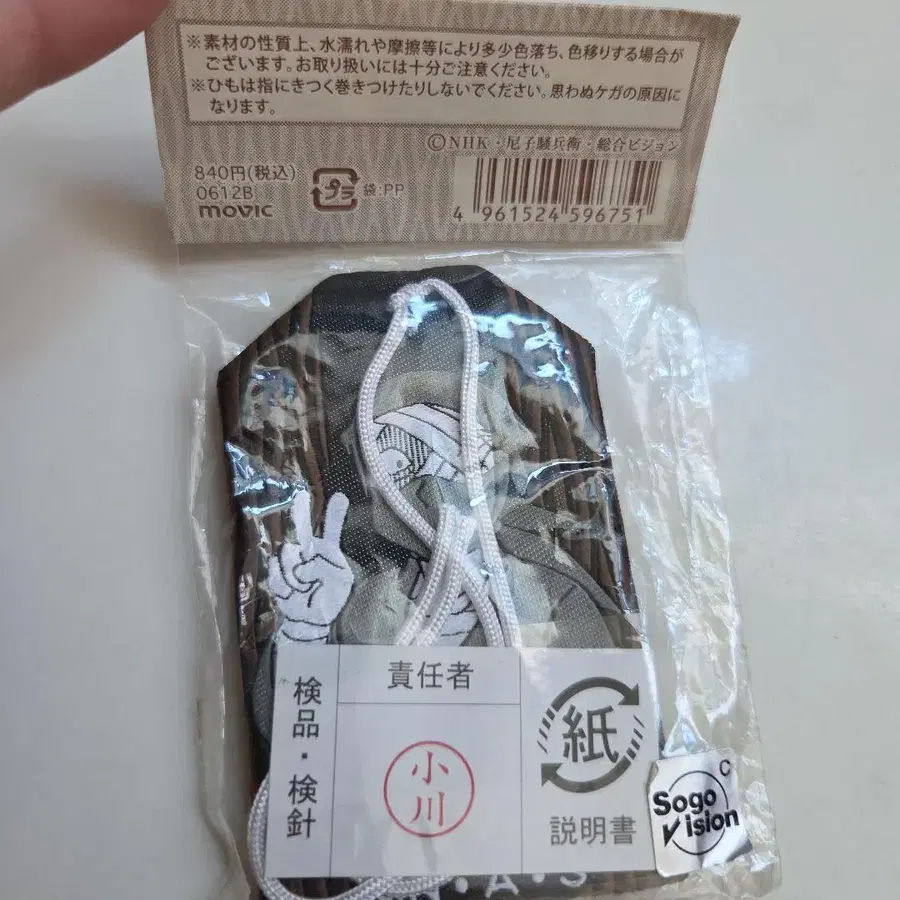 ※素材の性質上、水濡れや摩擦等により多少色落ち、色移りする場合が
ございます。お取り扱いには十分ご注意ください。
※ひもは指にきつく巻きつけたりしないでください。思わぬケガの原因に
なります。
©NHK・尼子騒兵衛・総合ビジョン
840円(税込)
0612B
movic
プラ
袋:PP
4 961524 596751
検品・検針
責任者
小川
紙
説明書
C
Sogo
Vision
A・S